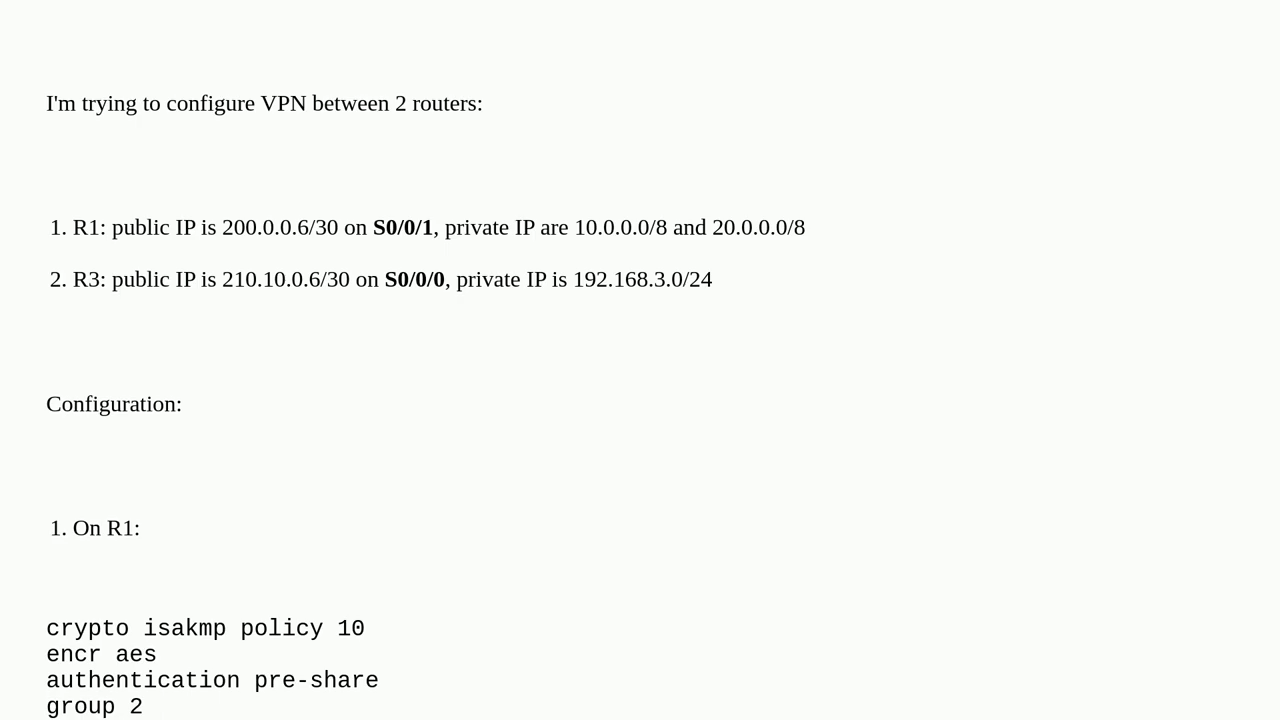 I'm trying to configure VPN between 2 routers:
1. R1: public IP is 200.0.0.6/30 on S0/0/1, private IP are 10.0.0.0/8 and 20.0.0.0/8
2. R3: public IP is 210.10.0.6/30 on S0/0/0, private IP is 192.168.3.0/24
Configuration:
1. On R1:
crypto isakmp policy 10
encr aes
authentication pre-share
group 2